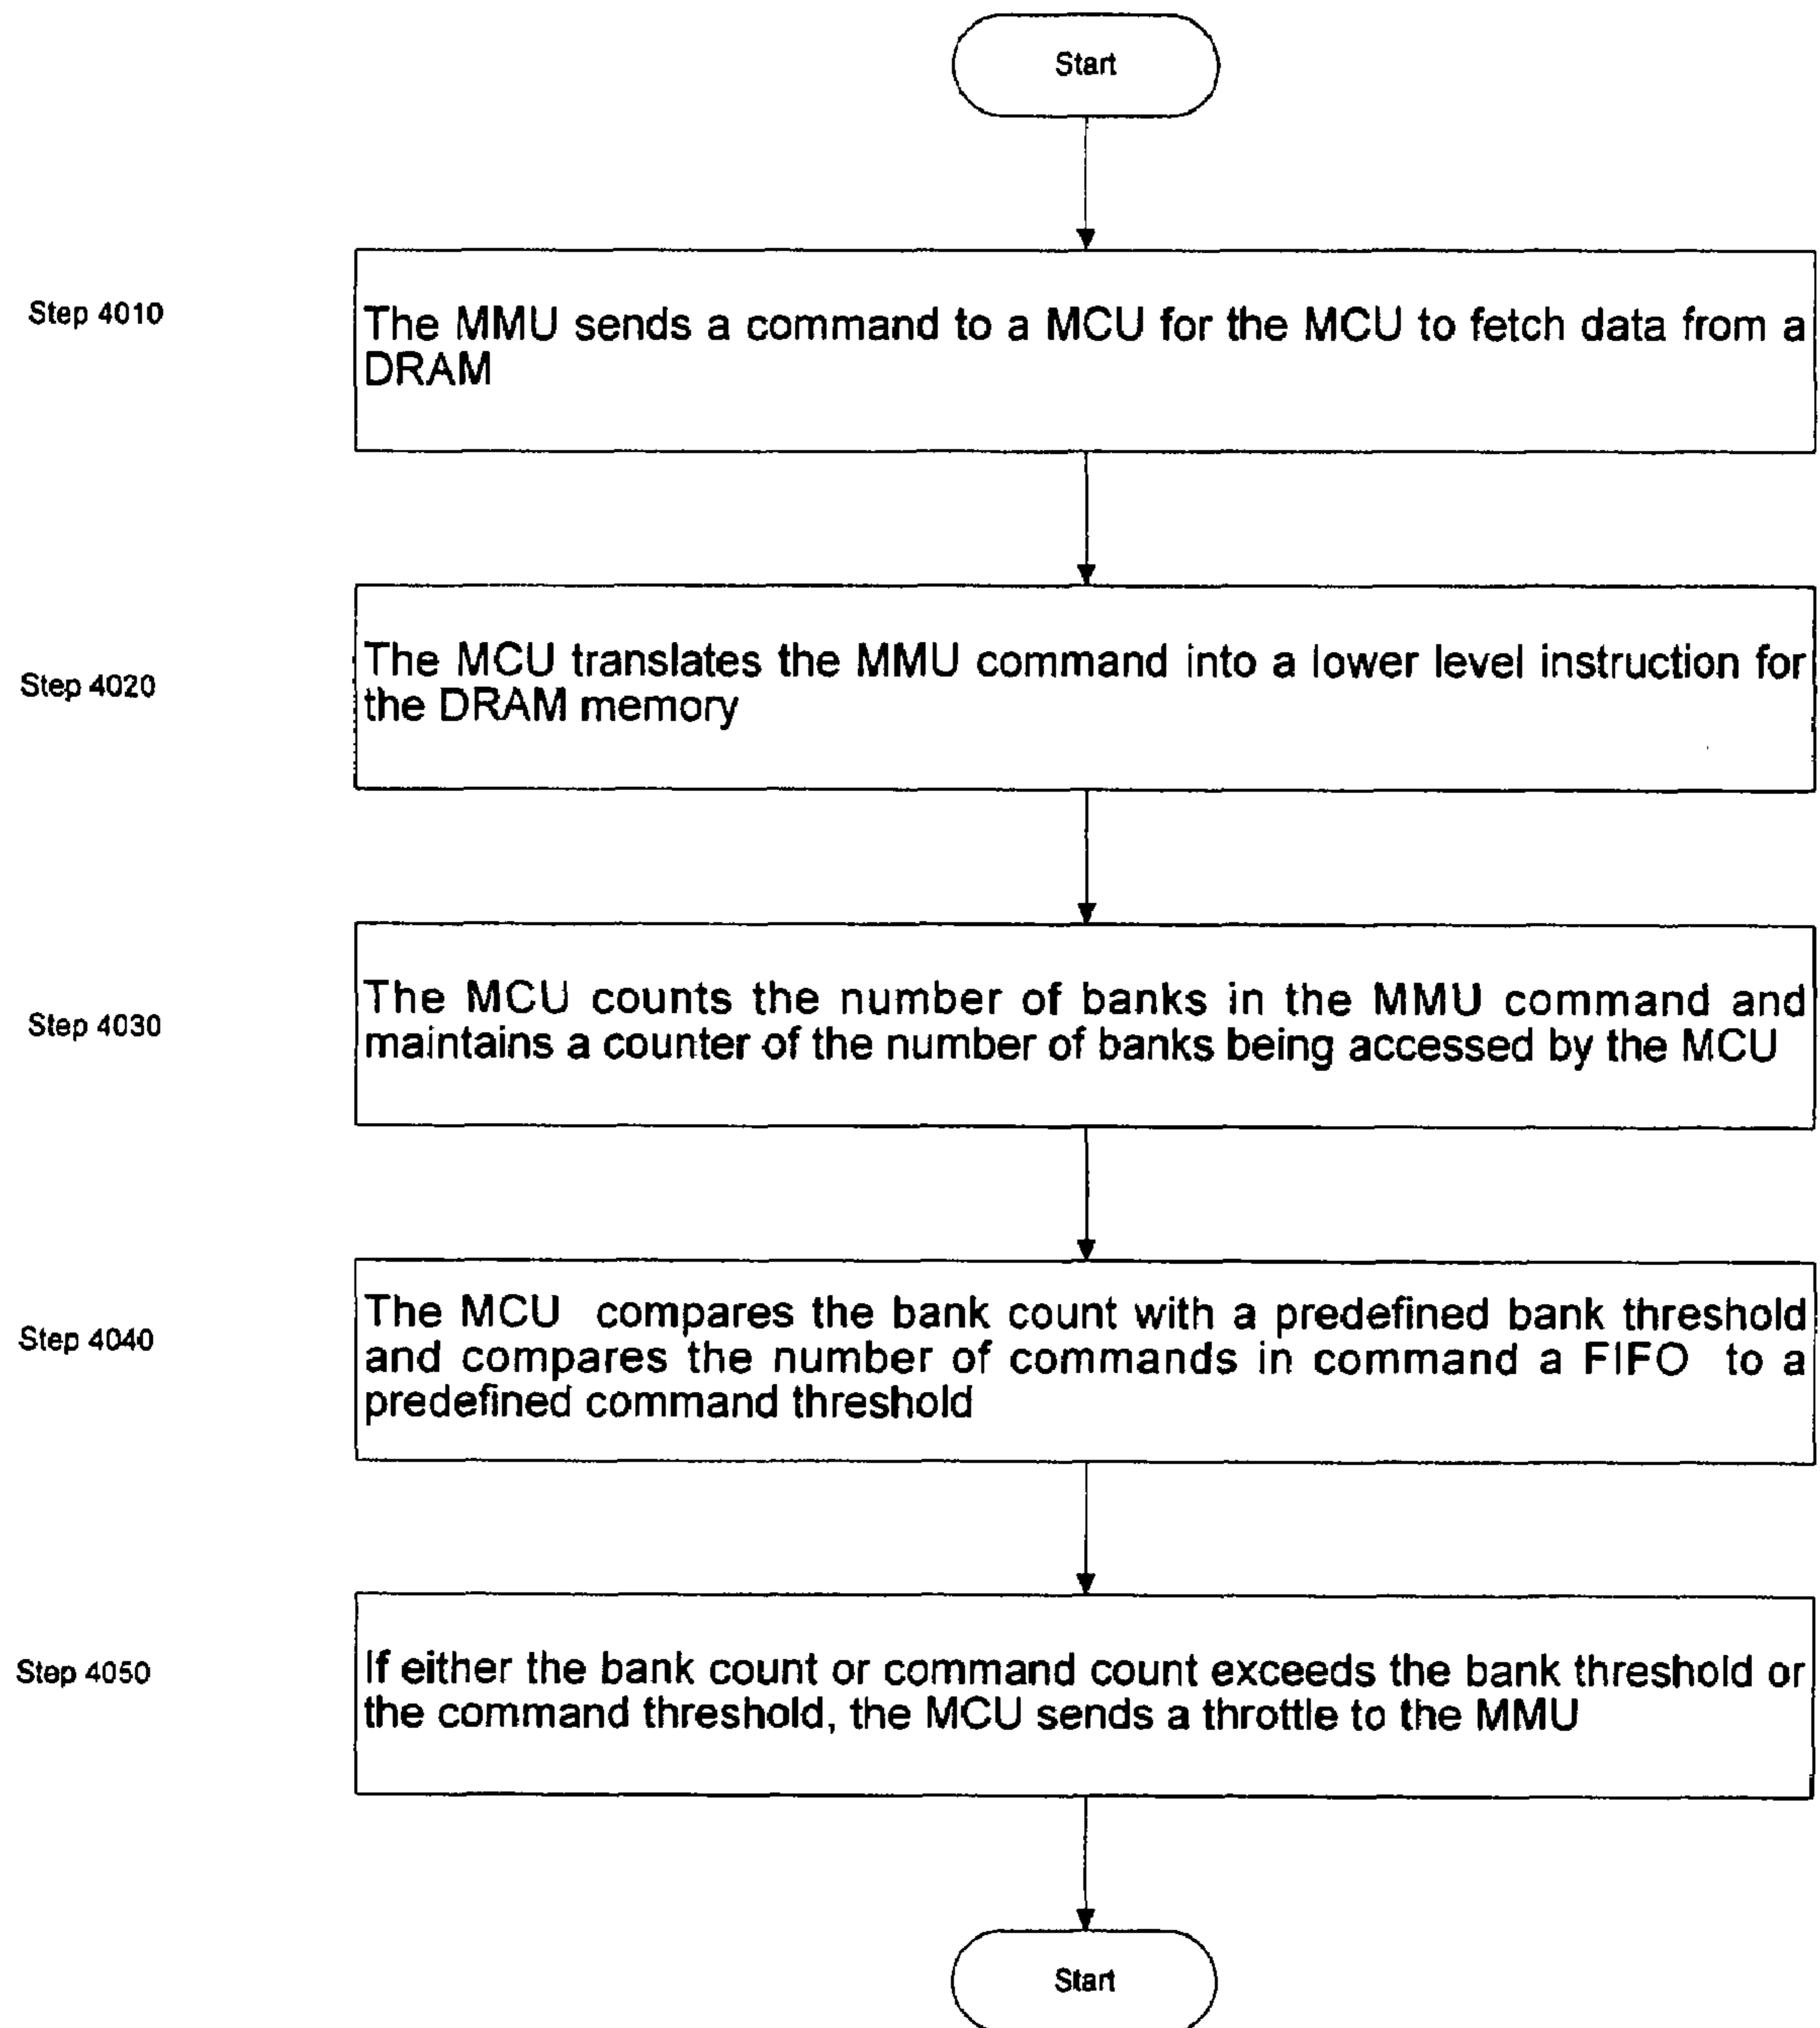 Start
Step 4010
The MMU sends a command to a MCU for the MCU to fetch data from a
DRAM
Step 4020
The MCU translates the MMU command into a lower level instruction for
the DRAM memory
Step 4030
The MCU counts the number of banks in the MMU command and
maintains a counter of the number of banks being accessed by the MCU
Step 4040
The MCU compares the bank count with a predefined bank threshold
and compares the number of commands in command a FIFO to a
predefined command threshold
Step 4050
If either the bank count or command count exceeds the bank threshold or
the command threshold, the MCU sends a throttle to the MMU
Start